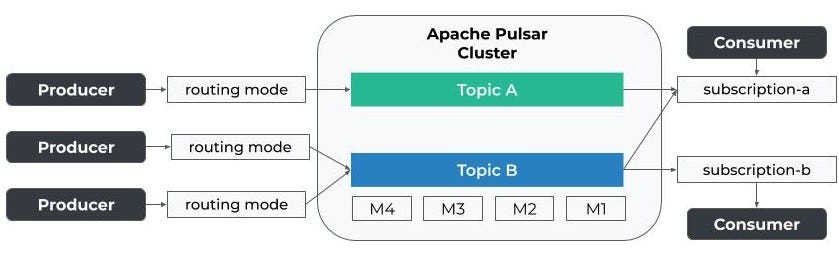 Apache Pulsar
Cluster
Consumer
Producer
routing mode
Topic A
subscription-a
Producer
routing mode
Topic B
subscription-b
Producer
routing mode
M4
M3
M2
M1
Consumer